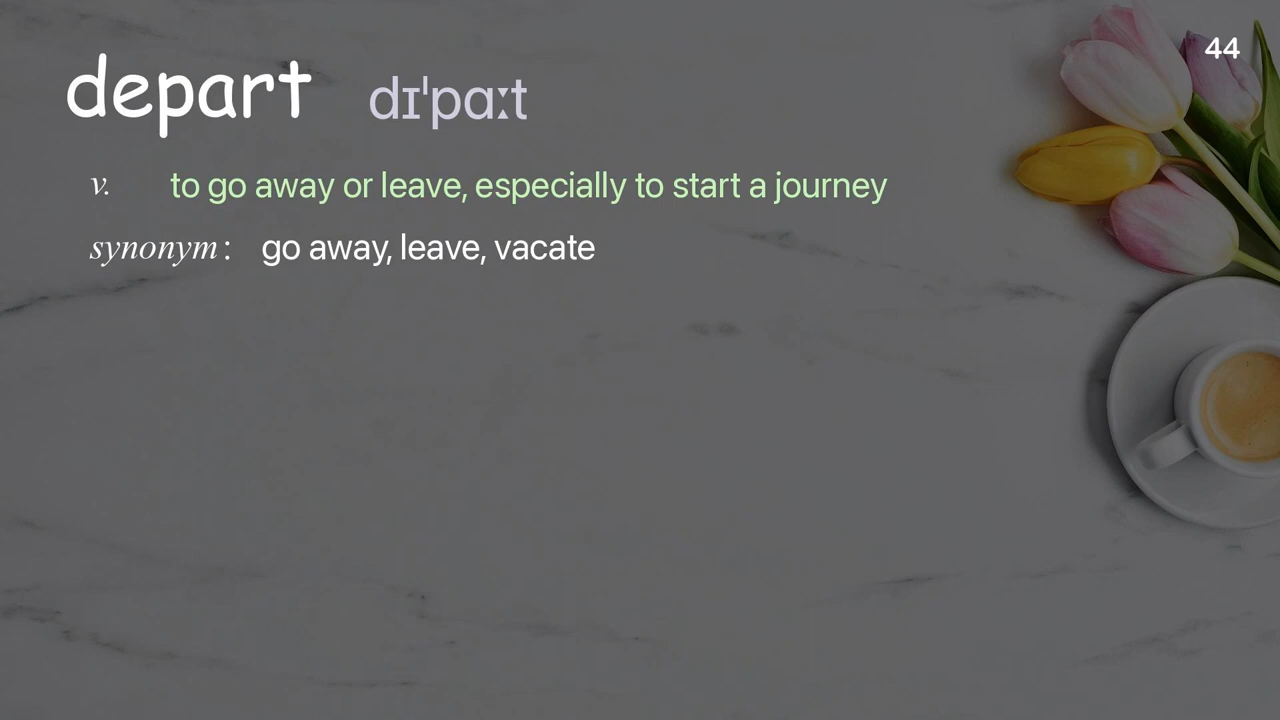 44
depart dɪˈpɑːt
v. to go away or leave, especially to start a journey
synonym: go away, leave, vacate